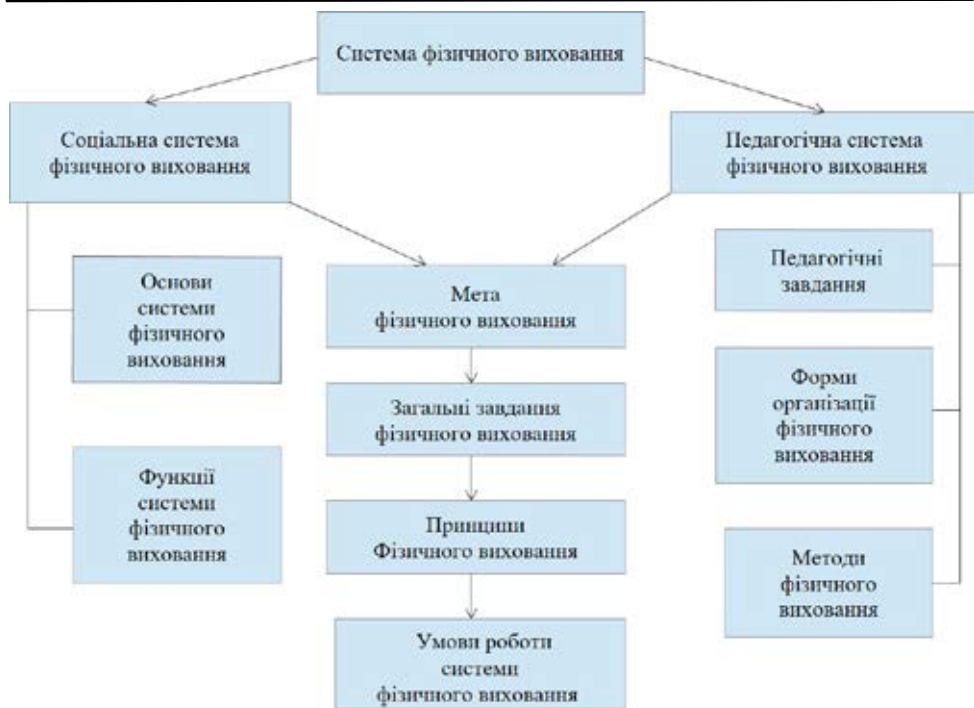 Система фізичного виховання
Соціальна система
фізичного виховання
Педагогічна система
фізичного виховання
Основи
системи
фізичного
виховання
Функції
системи
фізичного
виховання
Мета
фізичного виховання
Загальні завдання
фізичного виховання
Принципи
Фізичного виховання
Умови роботи
системи
фізичного виховання
Педагогічні
завдання
Форми
організації
фізичного
виховання
Методи
фізичного
виховання